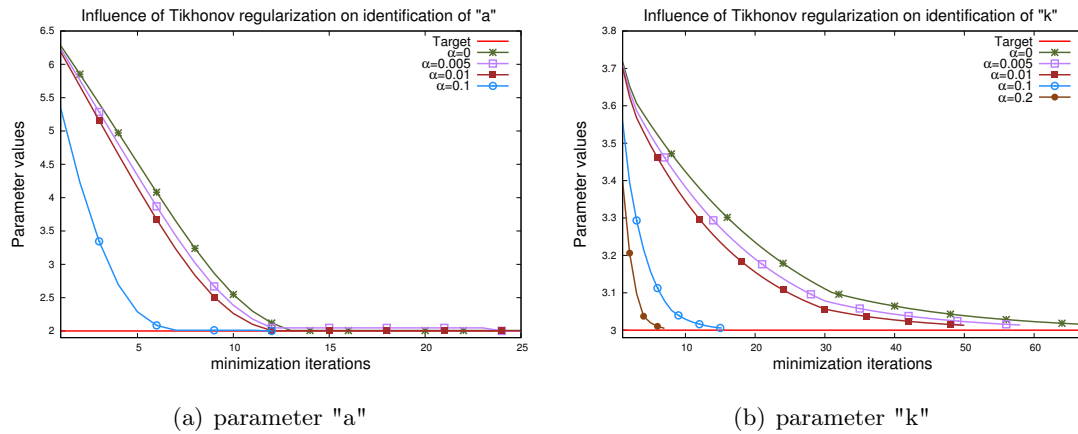 Influence of Tikhonov regularization on identification of "a"
6.5
6
5.5
5
4.5
4
3.5
3
2.5
2
5
10
15
20
25
Parameter values
minimization iterations
Target
α=0
α=0.005
α=0.01
α=0.1
(a) parameter "a"
Influence of Tikhonov regularization on identification of "k"
3.8
3.7
3.6
3.5
3.4
3.3
3.2
3.1
3
10
20
30
40
50
60
Parameter values
minimization iterations
Target
α=0
α=0.005
α=0.01
α=0.1
α=0.2
(b) parameter "k"